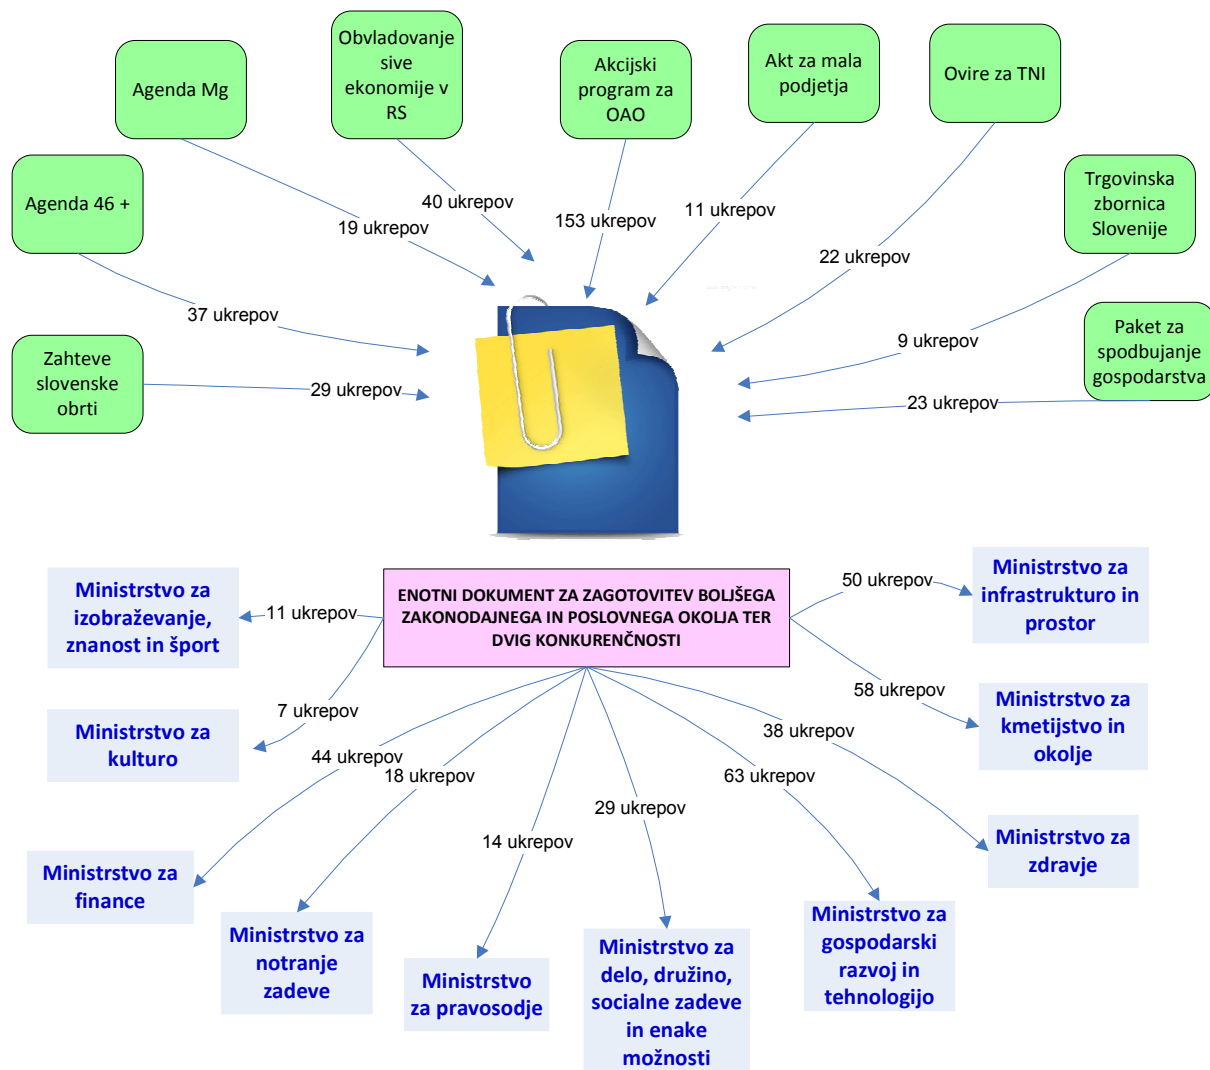 Obvladovanje
sive
ekonomije v
RS
Akcijski
program za
OAO
Akt za mala
podjetja
Ovire za TNI
Agenda Mg
Trgovinska
zbornica
Slovenije
Agenda 46 +
40 ukrepov
19 ukrepov
153 ukrepov
11 ukrepov
22 ukrepov
37 ukrepov
9 ukrepov
Paket za
spodbujanje
gospodarstva
Zahteve
slovenske
obrti
29 ukrepov
23 ukrepov
ENOTNI DOKUMENT ZA ZAGOTOVITEV BOLJŠEGA
ZAKONODAJNEGA IN POSLOVNEGA OKOLJA TER
DVIG KONKURENČNOSTI
Ministrstvo za
izobraževanje,
znanost in šport
11 ukrepov
50 ukrepov
Ministrstvo za
infrastrukturo in
prostor
7 ukrepov
Ministrstvo za
kulturo
58 ukrepov
Ministrstvo za
kmetijstvo in
okolje
44 ukrepov
18 ukrepov
14 ukrepov
29 ukrepov
63 ukrepov
38 ukrepov
Ministrstvo za
zdravje
Ministrstvo za
finance
Ministrstvo za
notranje
zadeve
Ministrstvo
za pravosodje
Ministrstvo za
delo, družino,
socialne zadeve
in enake
možnosti
Ministrstvo za
gospodarski
razvoj in
tehnologijo